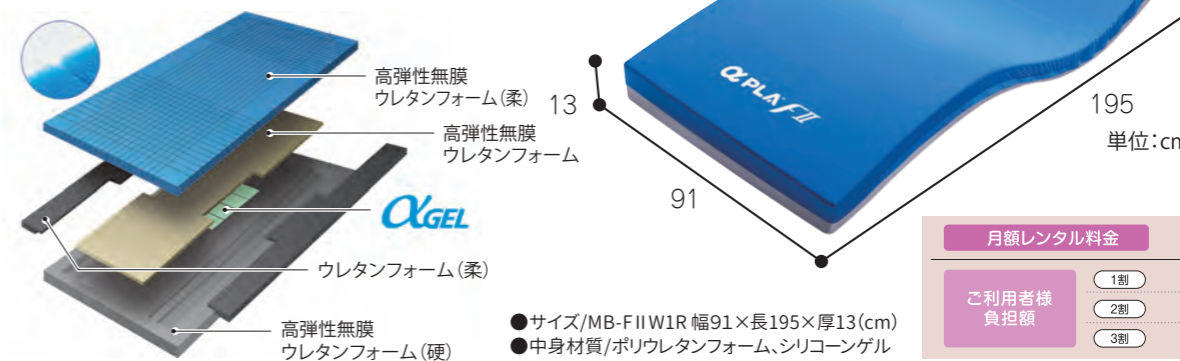 高弾性無膜
ウレタンフォーム（柔）
高弾性無膜
ウレタンフォーム
αGEL
ウレタンフォーム（柔）
高弾性無膜
ウレタンフォーム（硬）
α PLA FII
13
91
195
単位：cm
●サイズ/MB-FIIW1R 幅91×長195×厚13(cm)
●中身材質/ポリウレタンフォーム、シリコーンゲル
月額レンタル料金
ご利用者様
負担額
1割
2割
3割